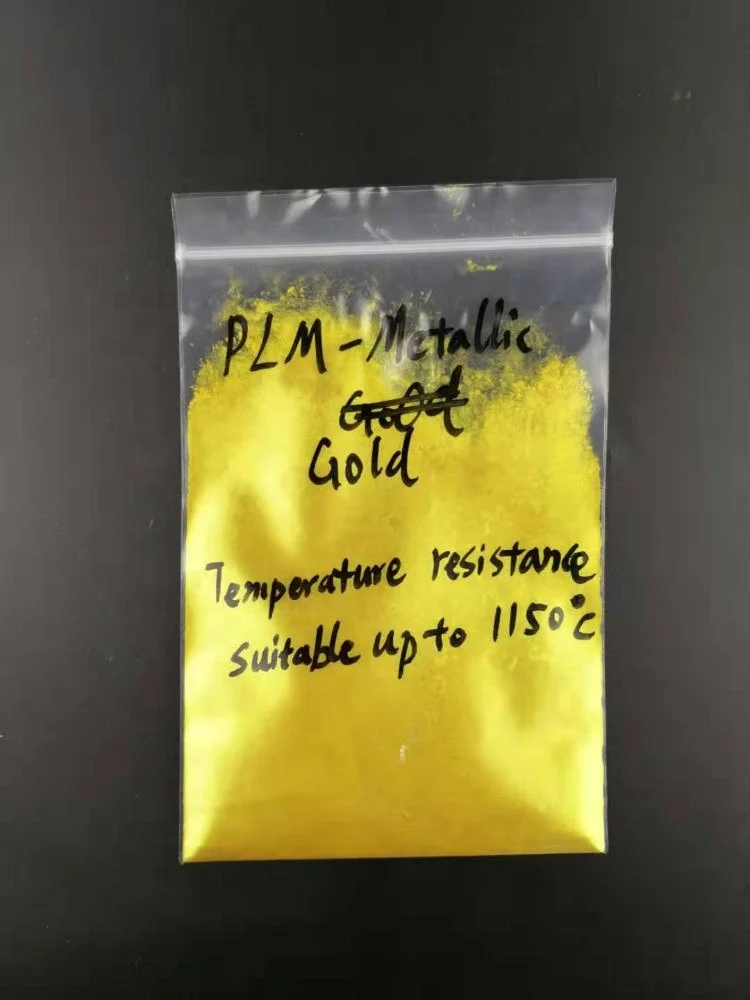 PLM-Metallic
Gold
Temperature resistance
suitable up to 1150°C